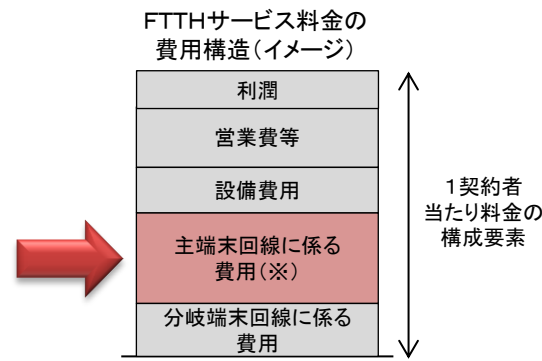 FTTHサービス料金の
費用構造(イメージ)
利潤
営業費等
設備費用
主端末回線に係る
費用(※)
分岐端末回線に係る
費用
1契約者
当たり料金の
構成要素